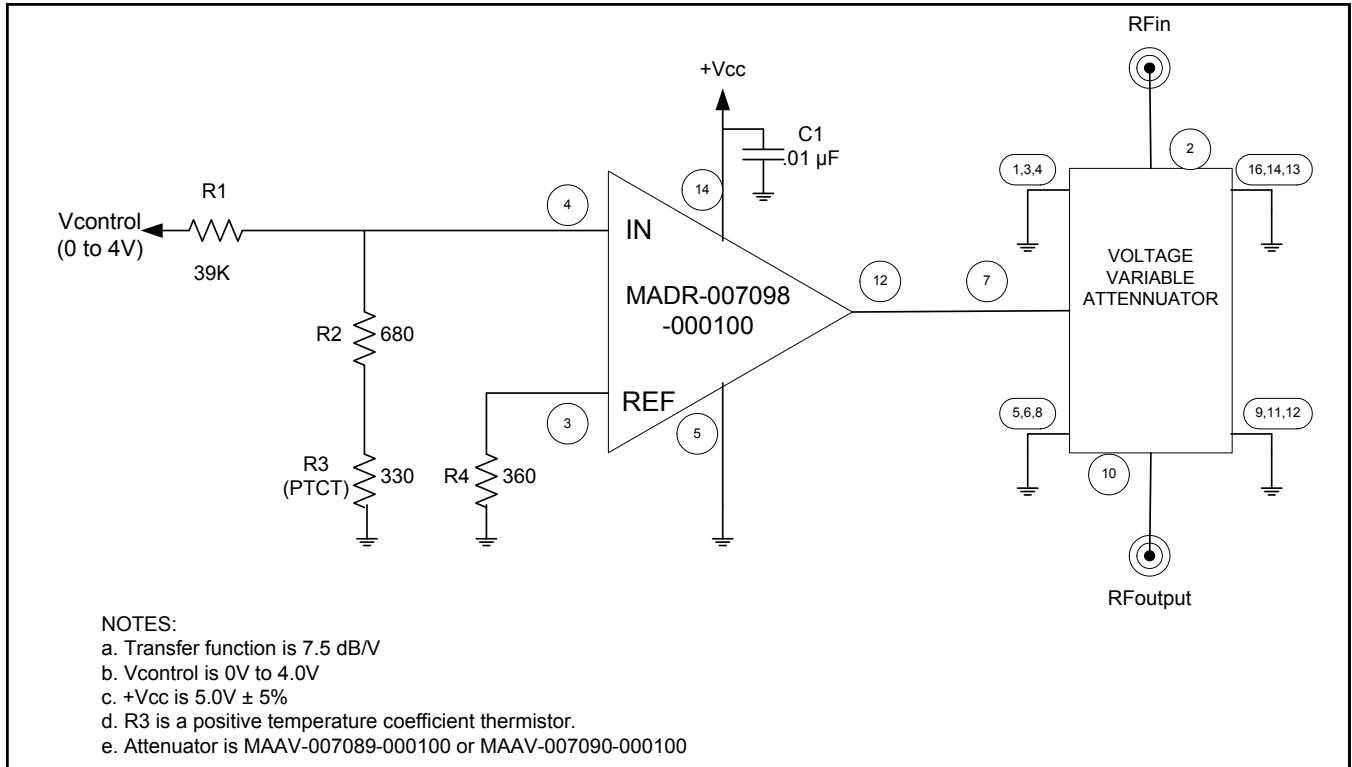 RFin
+Vcc
C1
.01 µF
2
1,3,4
16,14,13
14
R1
4
Vcontrol
(0 to 4V)
IN
39K
VOLTAGE
VARIABLE
ATTENNUATOR
12
7
MADR-007098
-000100
R2
680
REF
3
5
5,6,8
9,11,12
R3
(PTCT)
330
R4
360
10
RFoutput
NOTES:
a. Transfer function is 7.5 dB/V
b. Vcontrol is 0V to 4.0V
c. +Vcc is 5.0V ± 5%
d. R3 is a positive temperature coefficient thermistor.
e. Attenuator is MAAV-007089-000100 or MAAV-007090-000100